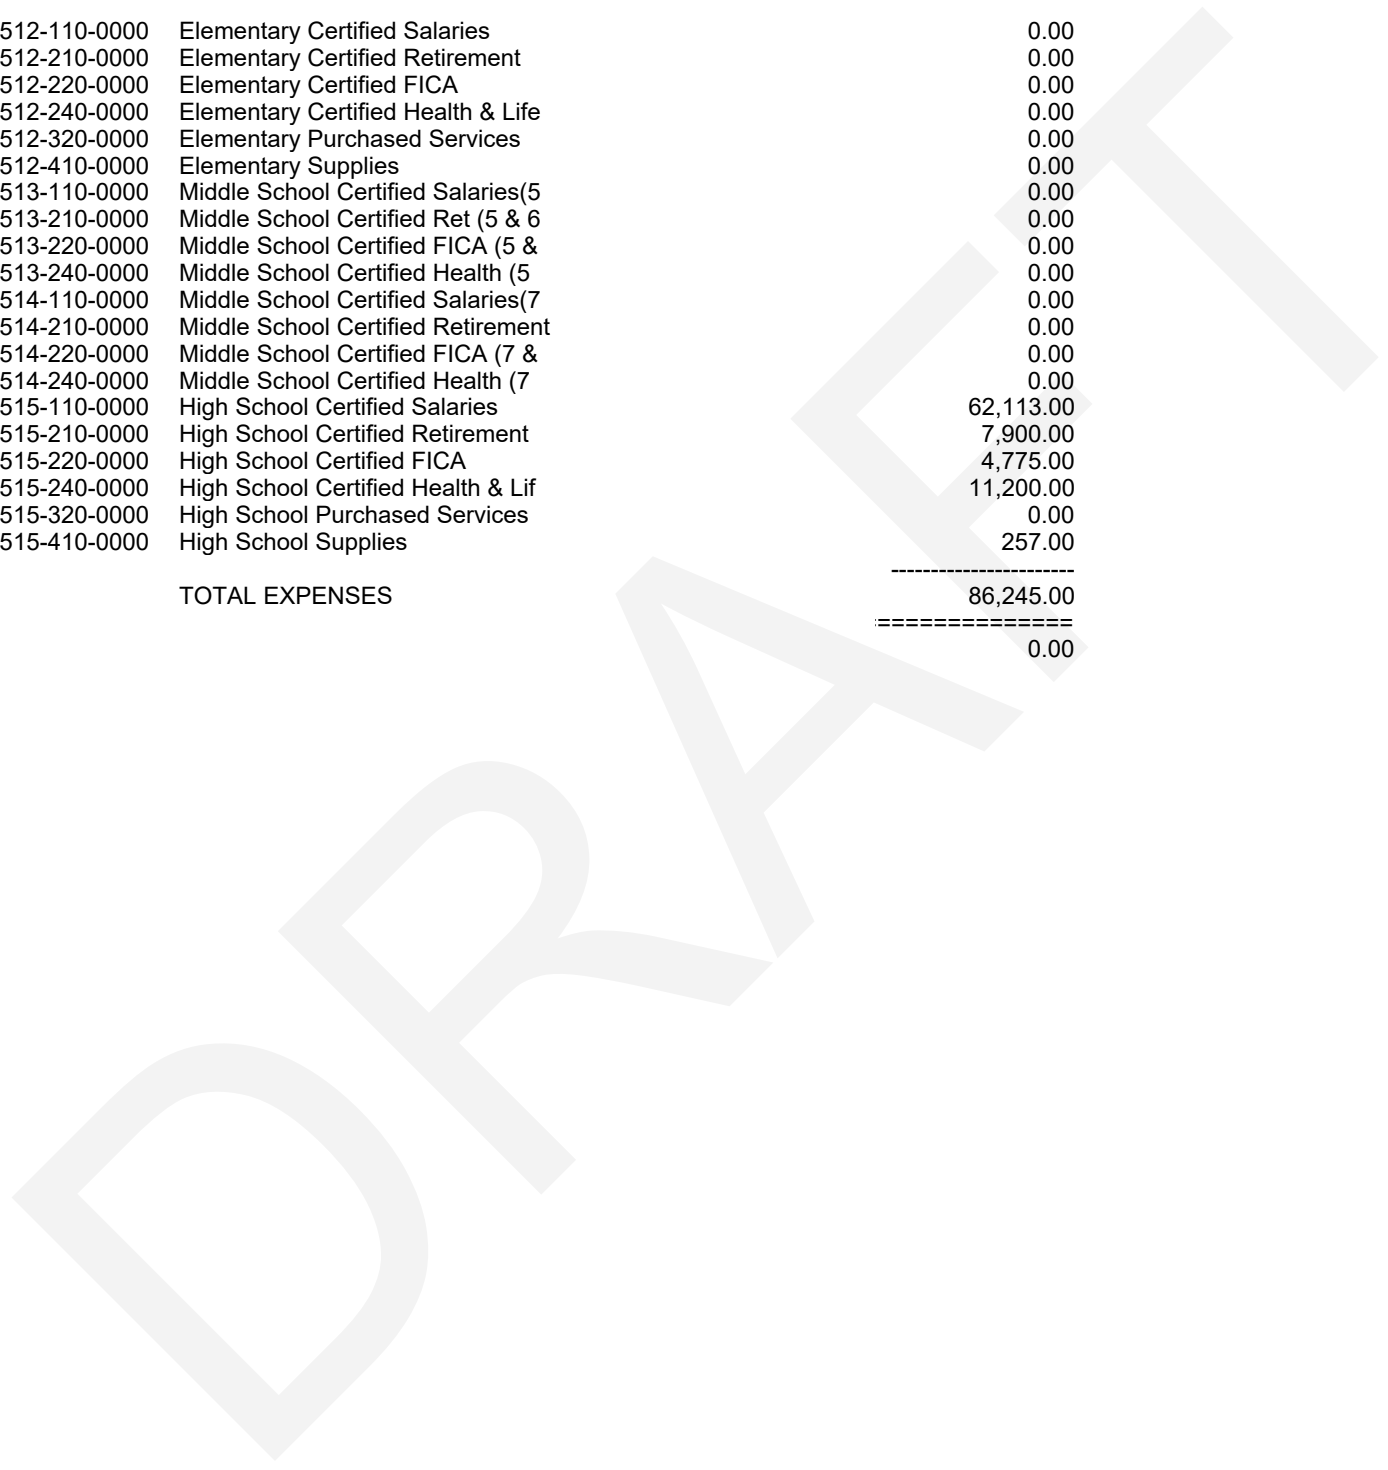 512-110-0000 Elementary Certified Salaries 0.00
512-210-0000 Elementary Certified Retirement 0.00
512-220-0000 Elementary Certified FICA 0.00
512-240-0000 Elementary Certified Health & Life 0.00
512-320-0000 Elementary Purchased Services 0.00
512-410-0000 Elementary Supplies 0.00
513-110-0000 Middle School Certified Salaries(5 0.00
513-210-0000 Middle School Certified Ret (5 & 6 0.00
513-220-0000 Middle School Certified FICA (5 & 0.00
513-240-0000 Middle School Certified Health (5 0.00
514-110-0000 Middle School Certified Salaries(7 0.00
514-210-0000 Middle School Certified Retirement 0.00
514-220-0000 Middle School Certified FICA (7 & 0.00
514-240-0000 Middle School Certified Health (7 0.00
515-110-0000 High School Certified Salaries 62,113.00
515-210-0000 High School Certified Retirement 7,900.00
515-220-0000 High School Certified FICA 4,775.00
515-240-0000 High School Certified Health & Lif 11,200.00
515-320-0000 High School Purchased Services 0.00
515-410-0000 High School Supplies 257.00
-----------------------
TOTAL EXPENSES 86,245.00
==============
0.00
DRAFT